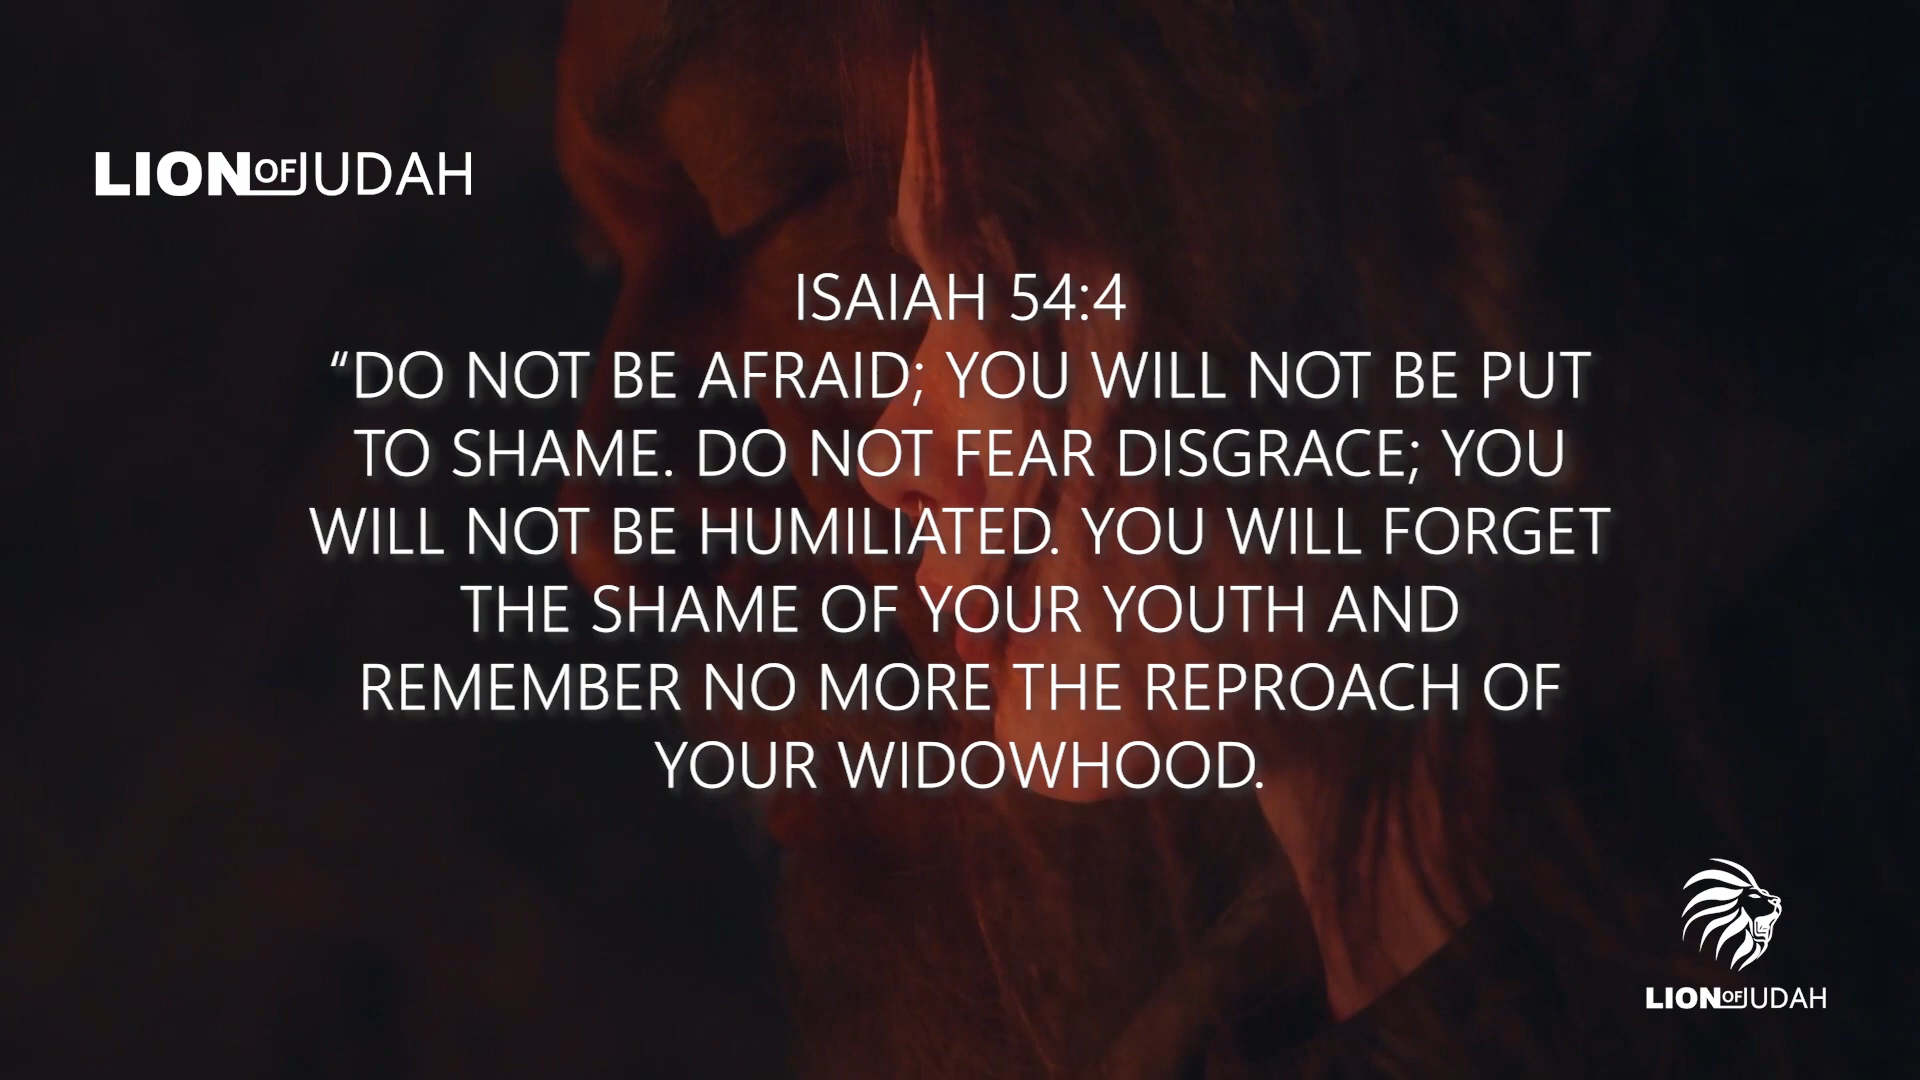 LION OF JUDAH
ISAIAH 54:4
“DO NOT BE AFRAID; YOU WILL NOT BE PUT
TO SHAME. DO NOT FEAR DISGRACE; YOU
WILL NOT BE HUMILIATED. YOU WILL FORGET
THE SHAME OF YOUR YOUTH AND
REMEMBER NO MORE THE REPROACH OF
YOUR WIDOWHOOD.
LION OF JUDAH